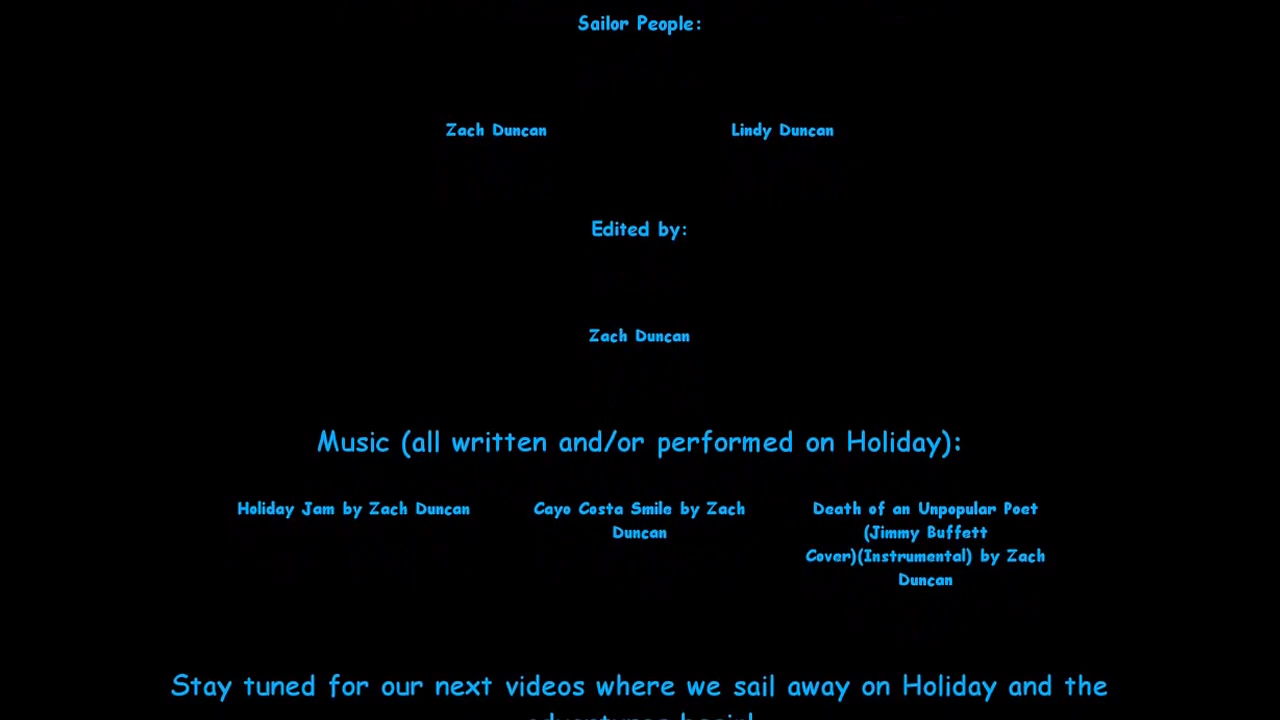 Sailor People:
Zach Duncan
Lindy Duncan
Edited by:
Zach Duncan
Music (all written and/or performed on Holiday):
Holiday Jam by Zach Duncan
Cayo Costa Smile by Zach
Duncan
Death of an Unpopular Poet
(Jimmy Buffett
Cover)(Instrumental) by Zach
Duncan
Stay tuned for our next videos where we sail away on Holiday and the